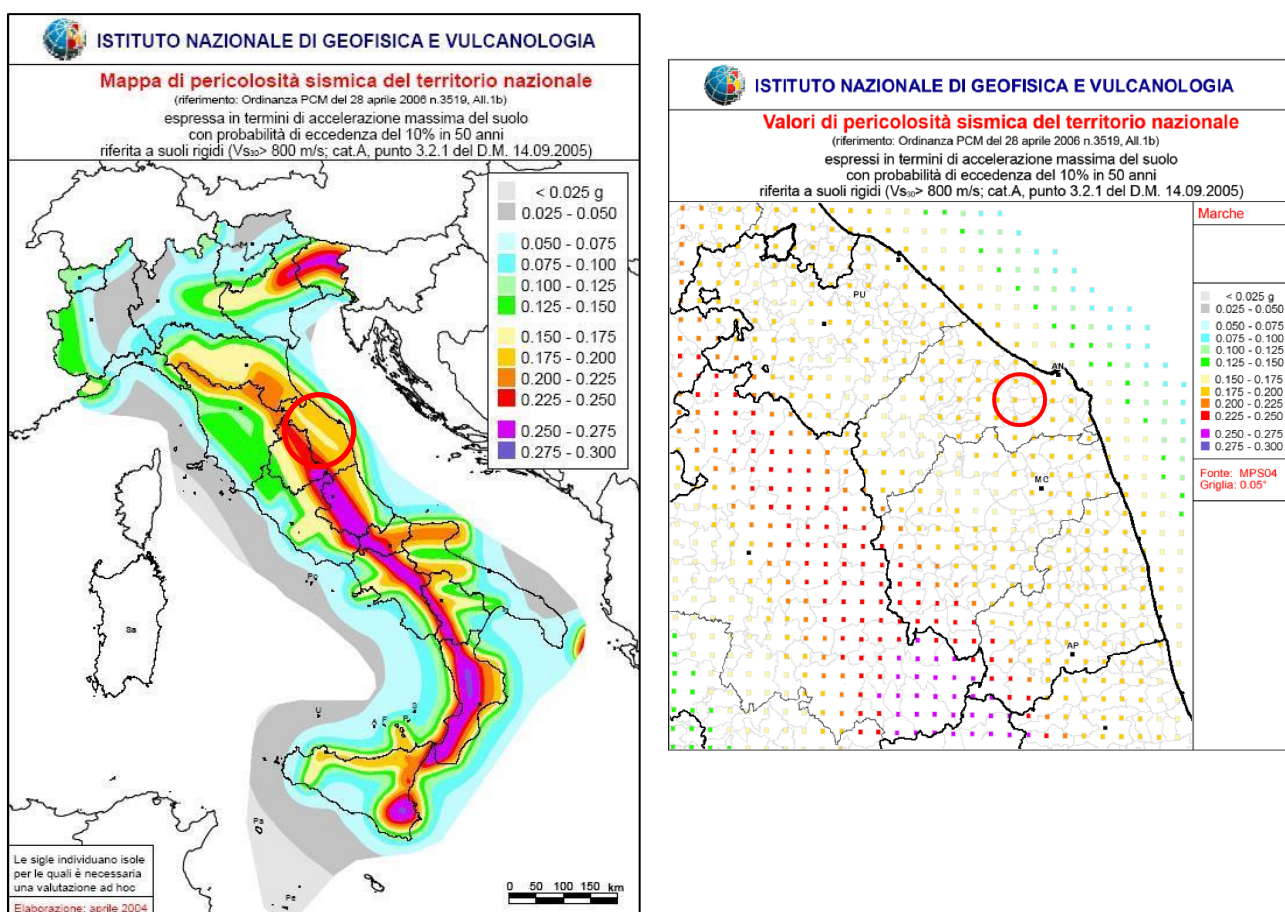 ISTITUTO NAZIONALE DI GEOFISICA E VULCANOLOGIA
Mappa di pericolosità sismica del territorio nazionale
(riferimento: Ordinanza PCM del 28 aprile 2006 n.3519, All.1b)
espressa in termini di accelerazione massima del suolo
con probabilità di eccedenza del 10% in 50 anni
riferita a suoli rigidi (Vs30> 800 m/s; cat.A, punto 3.2.1 del D.M. 14.09.2005)
< 0.025 g
0.025 - 0.050
0.050 - 0.075
0.075 - 0.100
0.100 - 0.125
0.125 - 0.150
0.150 - 0.175
0.175 - 0.200
0.200 - 0.225
0.225 - 0.250
0.250 - 0.275
0.275 - 0.300
Sa
Po
U
A
F
P
Pa
Pe
Le sigle individuano isole
per le quali è necessaria
una valutazione ad hoc
Elaborazione: aprile 2004
0 50 100 150 km
ISTITUTO NAZIONALE DI GEOFISICA E VULCANOLOGIA
Valori di pericolosità sismica del territorio nazionale
(riferimento: Ordinanza PCM del 28 aprile 2006 n.3519, All.1b)
espressi in termini di accelerazione massima del suolo
con probabilità di eccedenza del 10% in 50 anni
riferita a suoli rigidi (Vs30> 800 m/s; cat.A, punto 3.2.1 del D.M. 14.09.2005)
Marche
PU
AN
MC
AP
< 0.025 g
0.025 - 0.050
0.050 - 0.075
0.075 - 0.100
0.100 - 0.125
0.125 - 0.150
0.150 - 0.175
0.175 - 0.200
0.200 - 0.225
0.225 - 0.250
0.250 - 0.275
0.275 - 0.300
Fonte: MPS04
Griglia: 0.05°